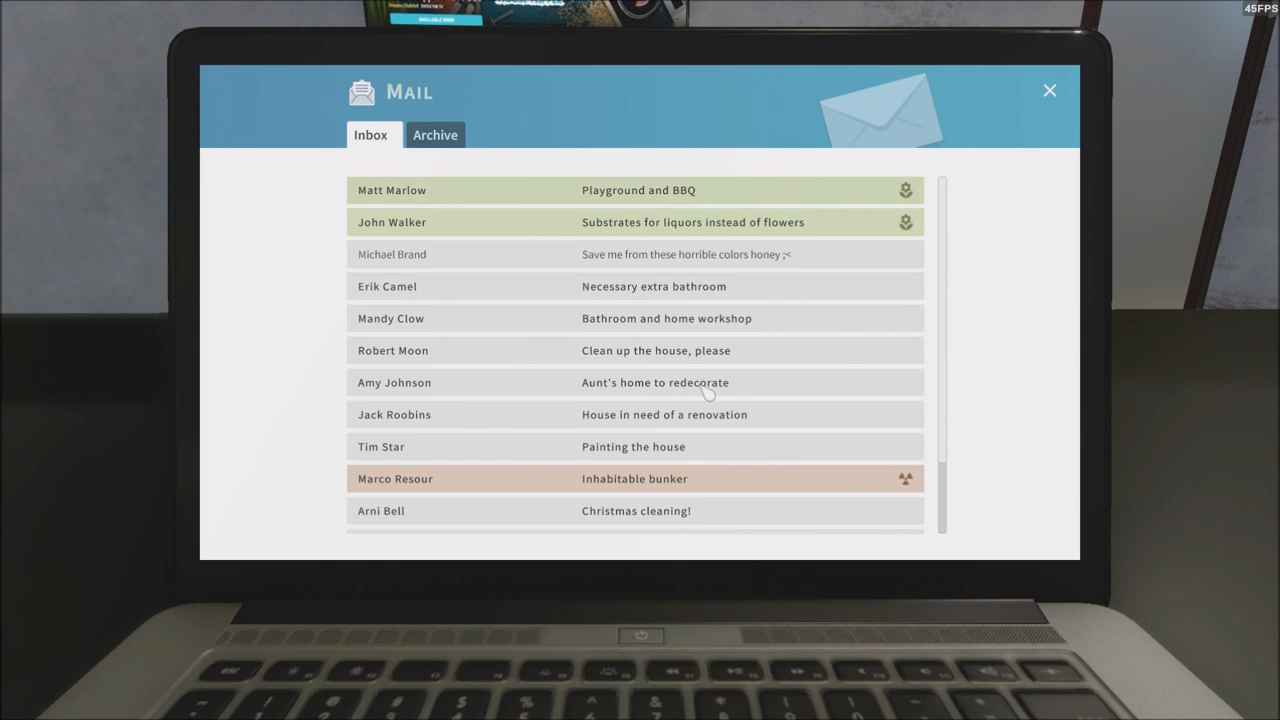 AVAILABLE NOW!
45FPS
MAIL
Inbox Archive
Matt Marlow Playground and BBQ
John Walker Substrates for liquors instead of flowers
Michael Brand Save me from these horrible colors honey ;<
Erik Camel Necessary extra bathroom
Mandy Clow Bathroom and home workshop
Robert Moon Clean up the house, please
Amy Johnson Aunt's home to redecorate
Jack Roobins House in need of a renovation
Tim Star Painting the house
Marco Resour Inhabitable bunker
Arni Bell Christmas cleaning!
esc